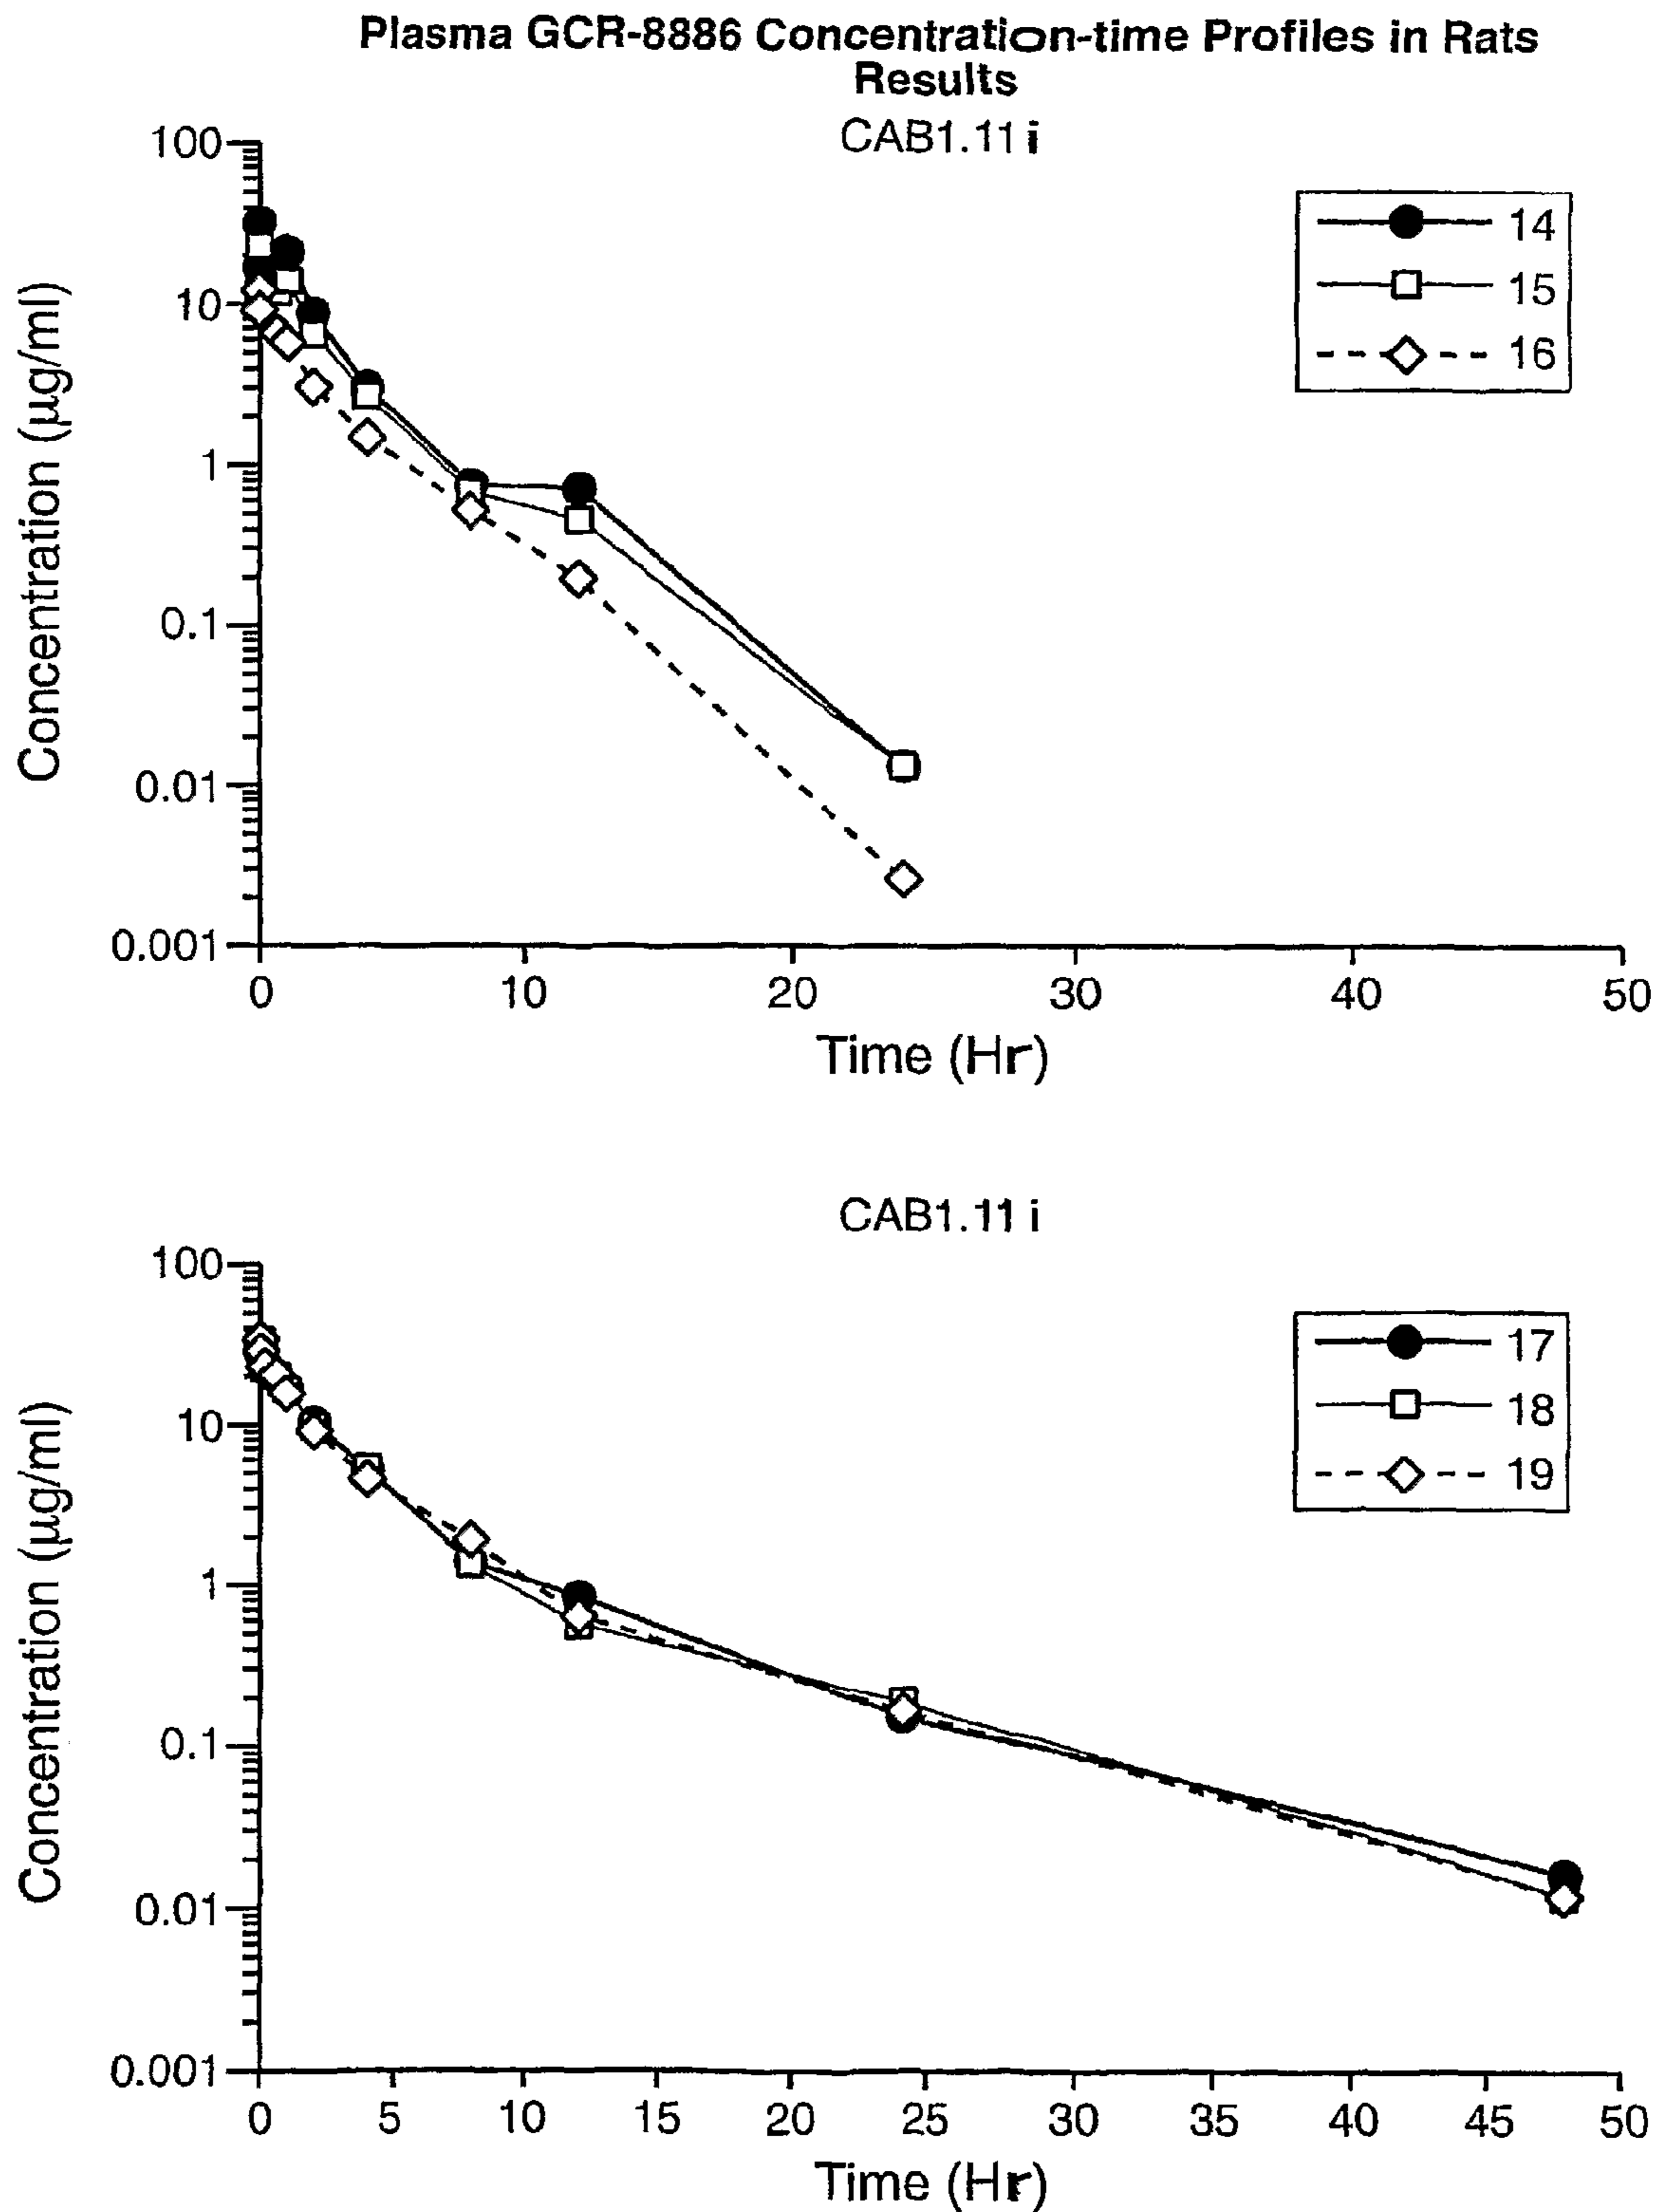 Plasma GCR-8886 Concentration-time Profiles in Rats
Results
CAB1.11 i
100
10
1
0.1
0.01
0.001
Concentration (µg/ml)
14
15
16
0 10 20 30 40 50
Time (Hr)
CAB1.11 i
100
10
1
0.1
0.01
0.001
Concentration (µg/ml)
17
18
19
0 5 10 15 20 25 30 35 40 45 50
Time (Hr)